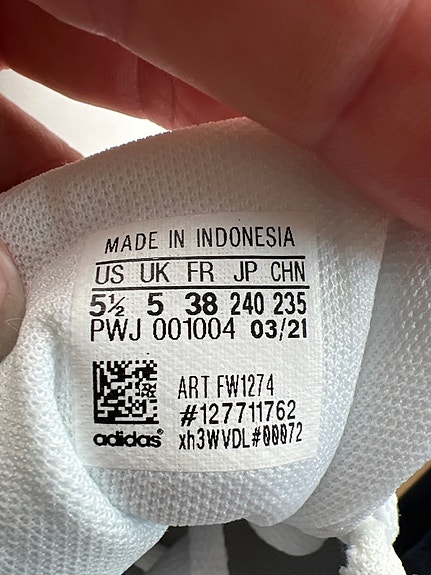 MADE IN INDONESIA
US UK FR JP CHN
5½ 5 38 240 235
PWJ 001004 03/21
ART FW1274
#127711762
adidas® xh3WVDL#00072